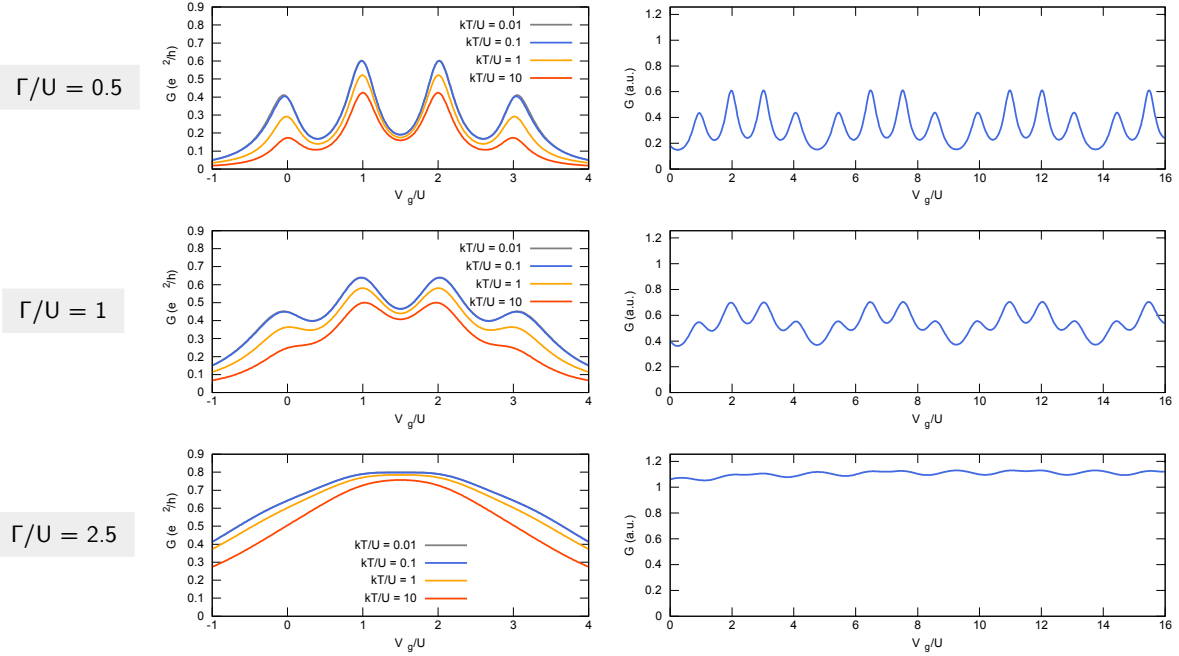 Γ/U = 0.5
G (e 2/h)
0.9
0.8
0.7
0.6
0.5
0.4
0.3
0.2
0.1
0
kT/U = 0.01
kT/U = 0.1
kT/U = 1
kT/U = 10
-1 0 1 2 3 4
V g/U
G (a.u.)
1.2
1
0.8
0.6
0.4
0.2
0
0 2 4 6 8 10 12 14 16
V g/U
Γ/U = 1
G (e 2/h)
0.9
0.8
0.7
0.6
0.5
0.4
0.3
0.2
0.1
0
kT/U = 0.01
kT/U = 0.1
kT/U = 1
kT/U = 10
-1 0 1 2 3 4
V g/U
G (a.u.)
1.2
1
0.8
0.6
0.4
0.2
0
0 2 4 6 8 10 12 14 16
V g/U
Γ/U = 2.5
G (e 2/h)
0.9
0.8
0.7
0.6
0.5
0.4
0.3
0.2
0.1
0
kT/U = 0.01
kT/U = 0.1
kT/U = 1
kT/U = 10
-1 0 1 2 3 4
V g/U
G (a.u.)
1.2
1
0.8
0.6
0.4
0.2
0
0 2 4 6 8 10 12 14 16
V g/U